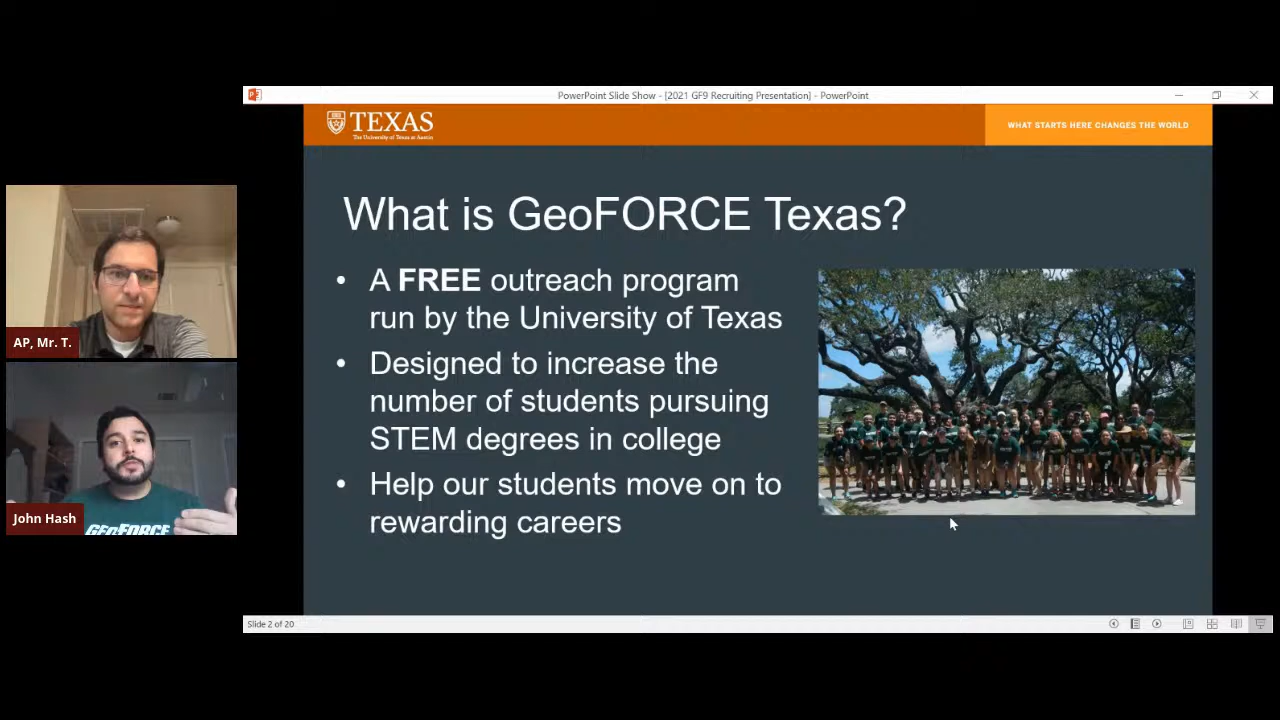 PowerPoint Slide Show - [2021 GF9 Recruiting Presentation] - PowerPoint
TEXAS
The University of Texas at Austin
WHAT STARTS HERE CHANGES THE WORLD
What is GeoFORCE Texas?
• A FREE outreach program
run by the University of Texas
• Designed to increase the
number of students pursuing
STEM degrees in college
• Help our students move on to
rewarding careers
AP, Mr. T.
John Hash
GEOFORCE
Slide 2 of 20